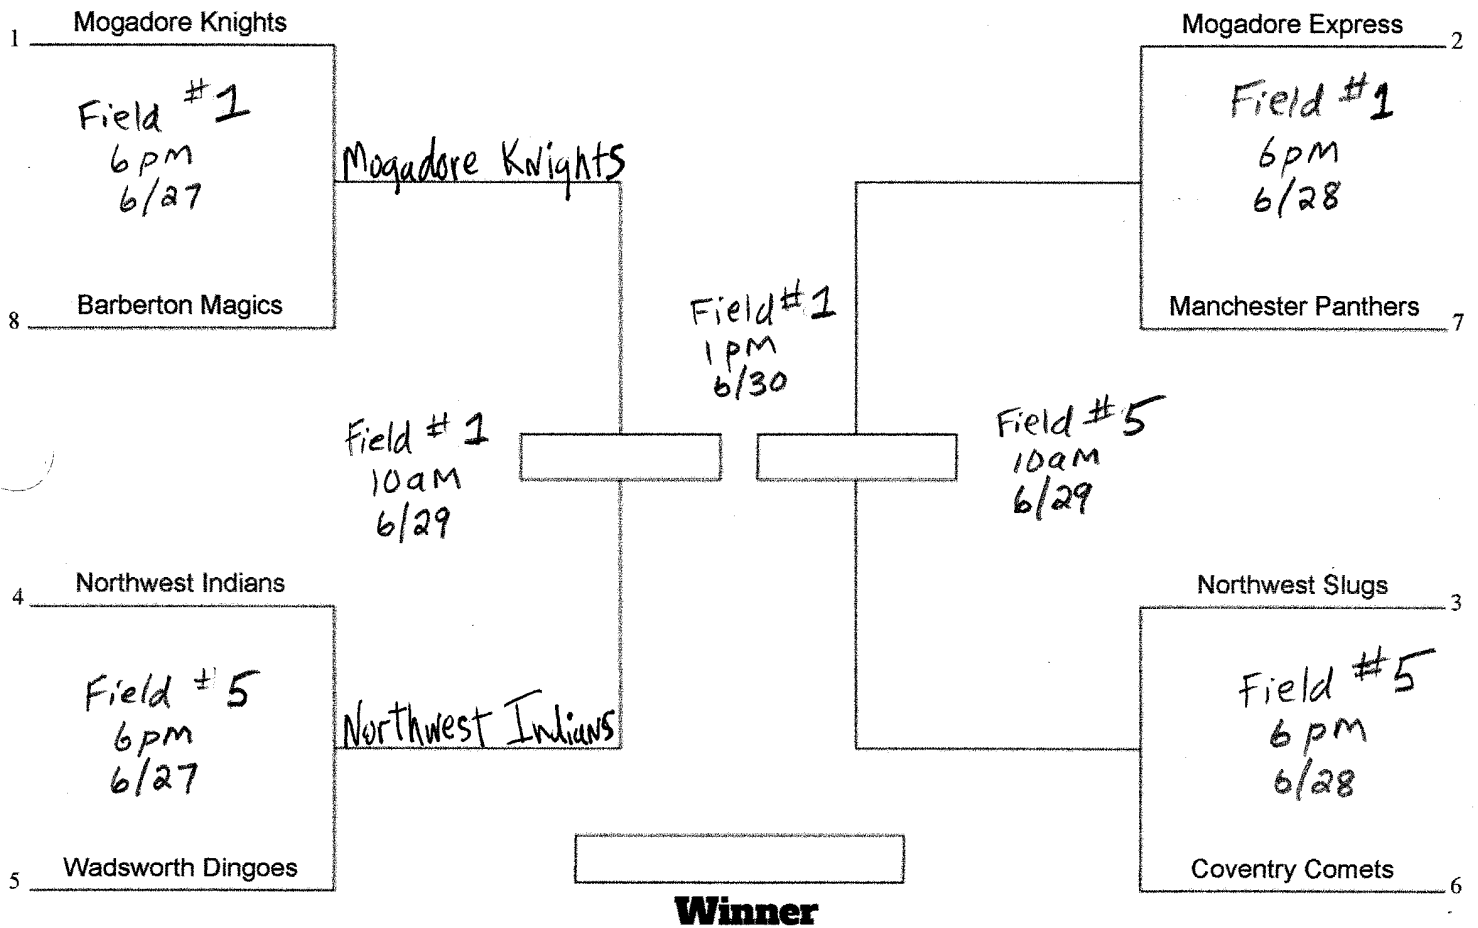 Mogadore Knights
1
Field #1
6pm
6/27
Mogadore Knights
Barberton Magics
8
Field #1
10am
6/29
Northwest Indians
4
Field #5
6pm
6/27
Northwest Indians
Wadsworth Dingoes
5
Field #1
1pm
6/30
Mogadore Express
2
Field #1
6pm
6/28
Manchester Panthers
7
Field #5
10am
6/29
Northwest Slugs
3
Field #5
6pm
6/28
Coventry Comets
6
Winner